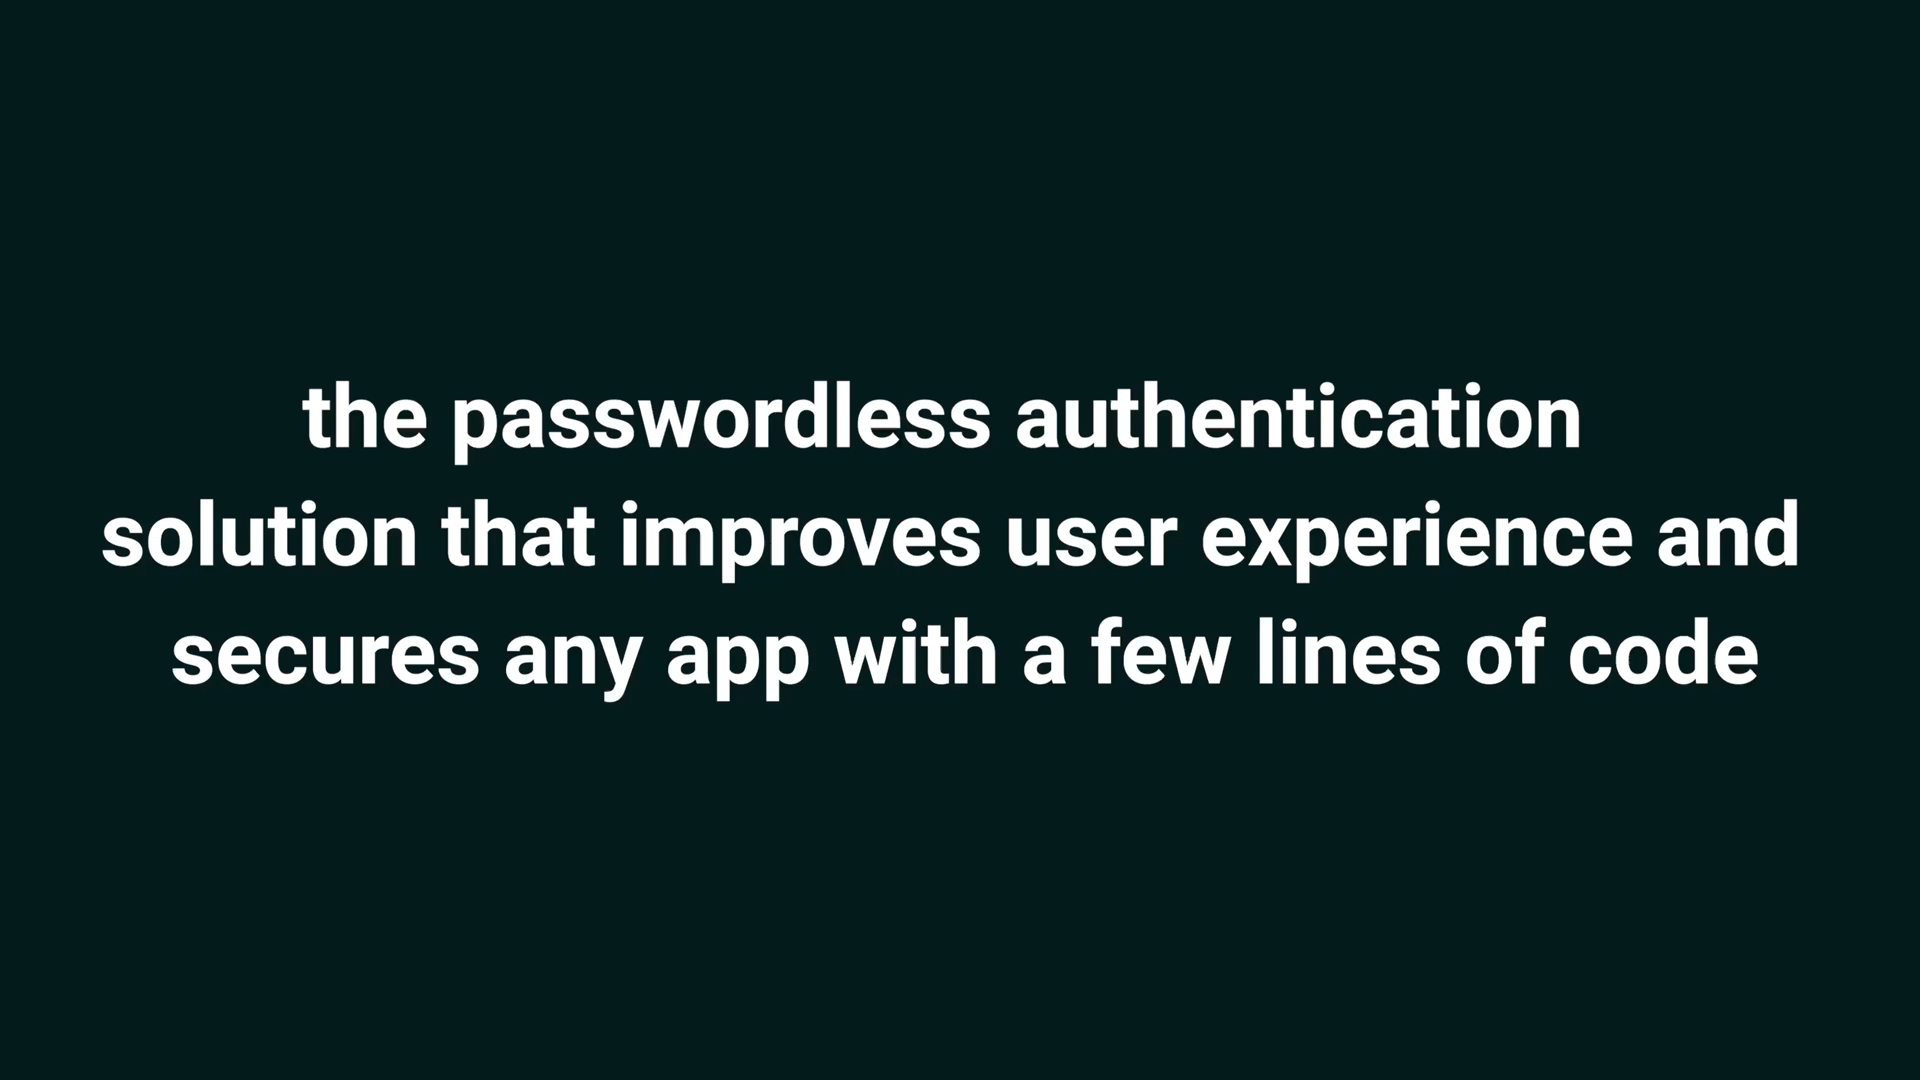 the passwordless authentication
solution that improves user experience and
secures any app with a few lines of code